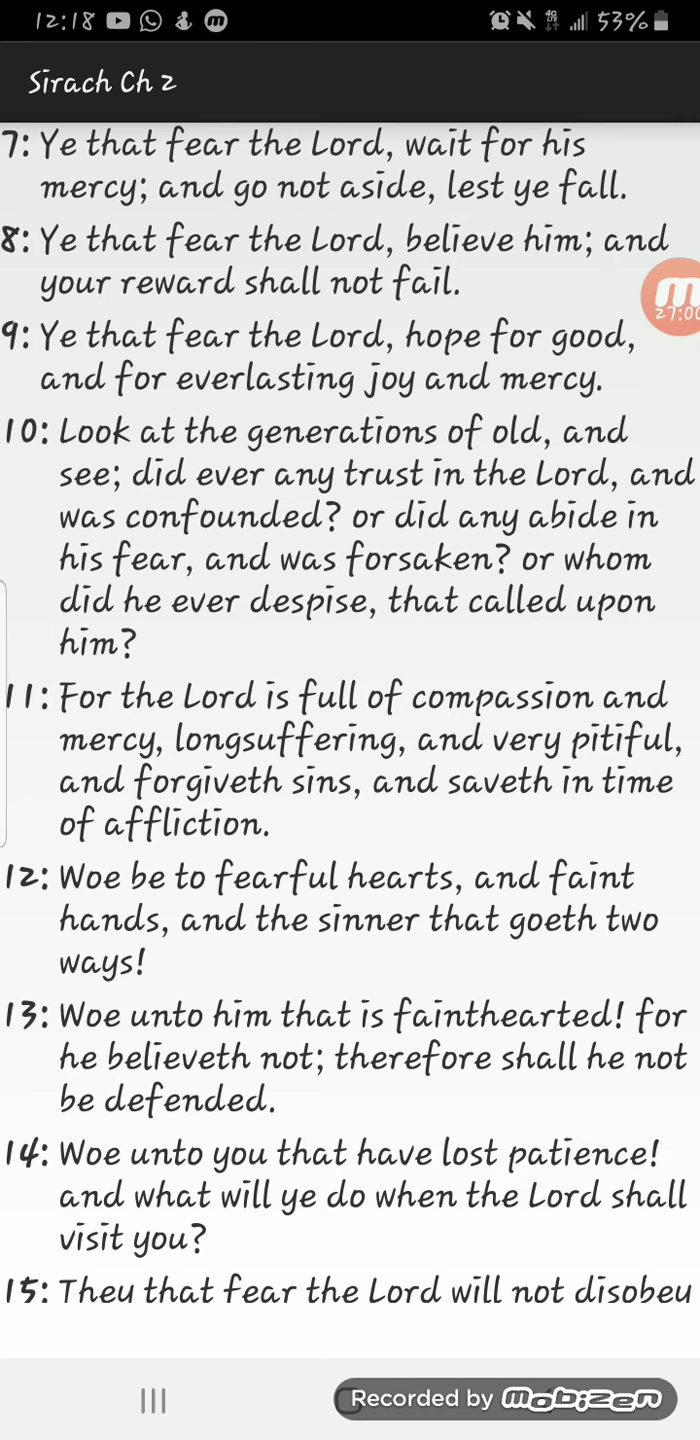 12:18 4G 53%
Sirach Ch 2
7: Ye that fear the Lord, wait for his
mercy; and go not aside, lest ye fall.
8: Ye that fear the Lord, believe him; and
your reward shall not fail.
m
27:00
9: Ye that fear the Lord, hope for good,
and for everlasting joy and mercy.
10: Look at the generations of old, and
see; did ever any trust in the Lord, and
was confounded? or did any abide in
his fear, and was forsaken? or whom
did he ever despise, that called upon
him?
11: For the Lord is full of compassion and
mercy, longsuffering, and very pitiful,
and forgiveth sins, and saveth in time
of affliction.
12: Woe be to fearful hearts, and faint
hands, and the sinner that goeth two
ways!
13: Woe unto him that is fainthearted! for
he believeth not; therefore shall he not
be defended.
14: Woe unto you that have lost patience!
and what will ye do when the Lord shall
visit you?
15: They that fear the Lord will not disobey
Recorded by mobizen